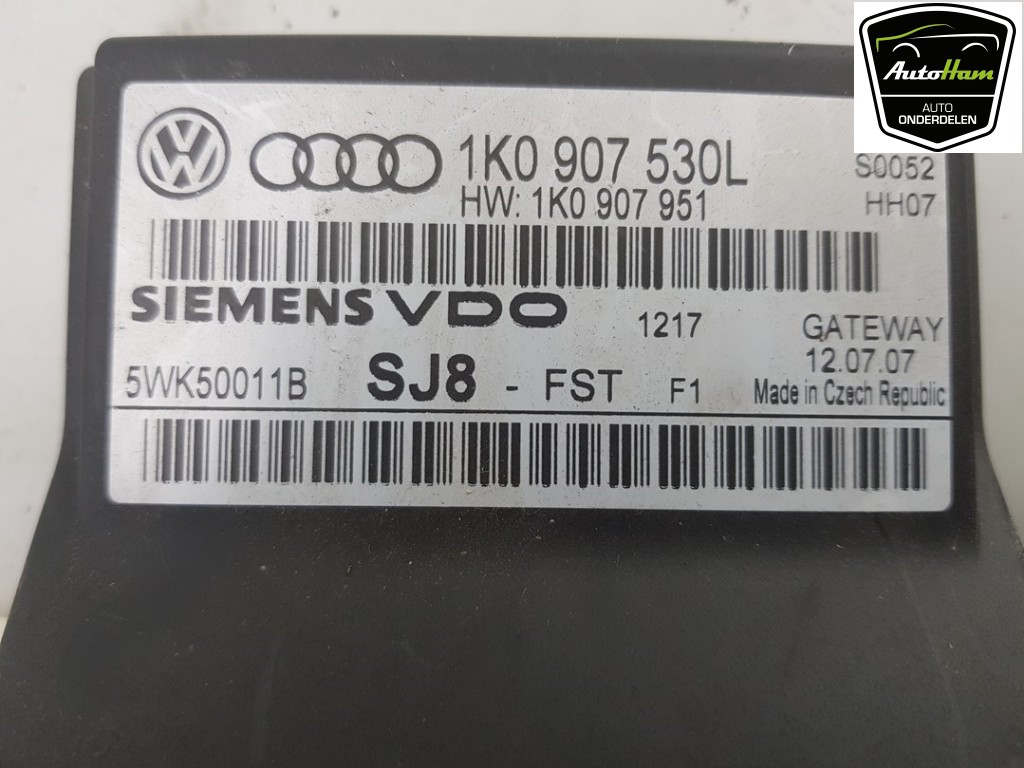 AutoHam
AUTO
ONDERDELEN
1K0 907 530L S0052
HW: 1K0 907 951 HH07
SIEMENS VDO 1217 GATEWAY
12.07.07
5WK50011B SJ8 - FST F1 Made in Czech Republic